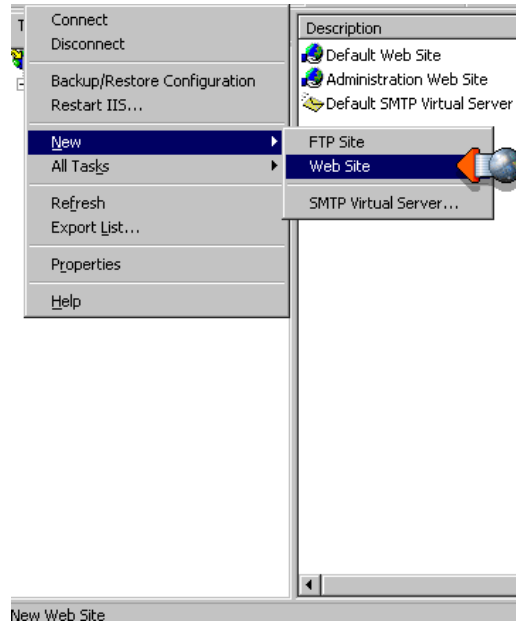 Connect
Disconnect
Backup/Restore Configuration
Restart IIS...
New
All Tasks
Refresh
Export List...
Properties
Help
FTP Site
Web Site
SMTP Virtual Server...
Description
Default Web Site
Administration Web Site
Default SMTP Virtual Server
New Web Site